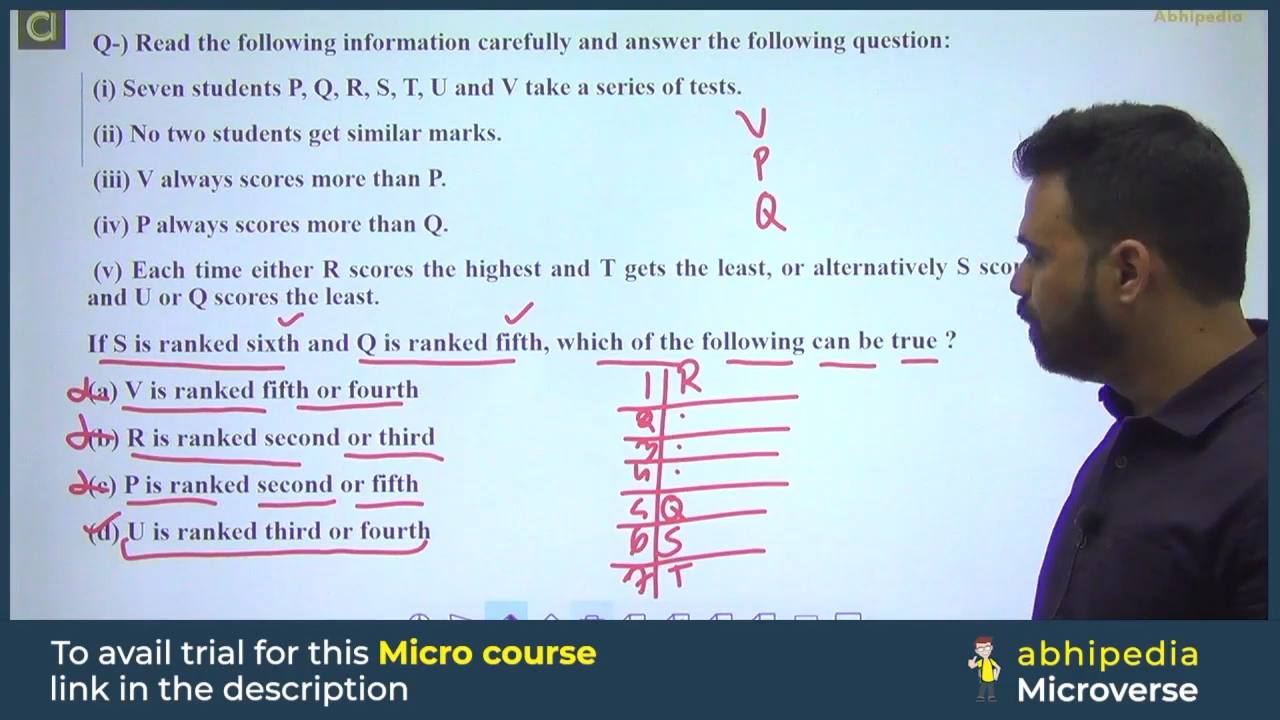 Abhipedia
a
Q-) Read the following information carefully and answer the following question:
(i) Seven students P, Q, R, S, T, U and V take a series of tests.
(ii) No two students get similar marks.
(iii) V always scores more than P.
(iv) P always scores more than Q.
(v) Each time either R scores the highest and T gets the least, or alternatively S
and U or Q scores the least.
If S is ranked sixth and Q is ranked fifth, which of the following can be true ?
(a) V is ranked fifth or fourth
(b) R is ranked second or third
(c) P is ranked second or fifth
(d) U is ranked third or fourth
V
P
Q
1 R
2
3
4
5 Q
6 S
7 T
To avail trial for this Micro course
link in the description
abhipedia
Microverse